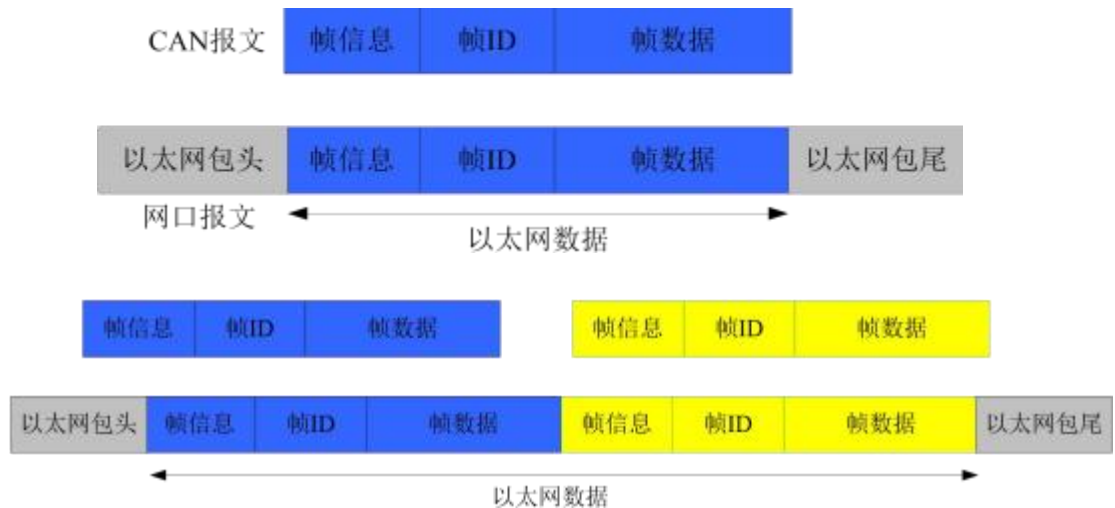 CAN报文 帧信息 帧ID 帧数据
以太网包头 帧信息 帧ID 帧数据 以太网包尾
网口报文
以太网数据
帧信息 帧ID 帧数据 帧信息 帧ID 帧数据
以太网包头 帧信息 帧ID 帧数据 帧信息 帧ID 帧数据 以太网包尾
以太网数据